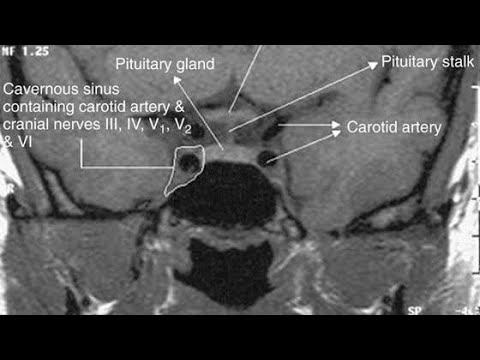 MF 1.25
Pituitary gland
Pituitary stalk
Cavernous sinus
containing carotid artery &
cranial nerves III, IV, V1, V2
& VI
Carotid artery
R
SP